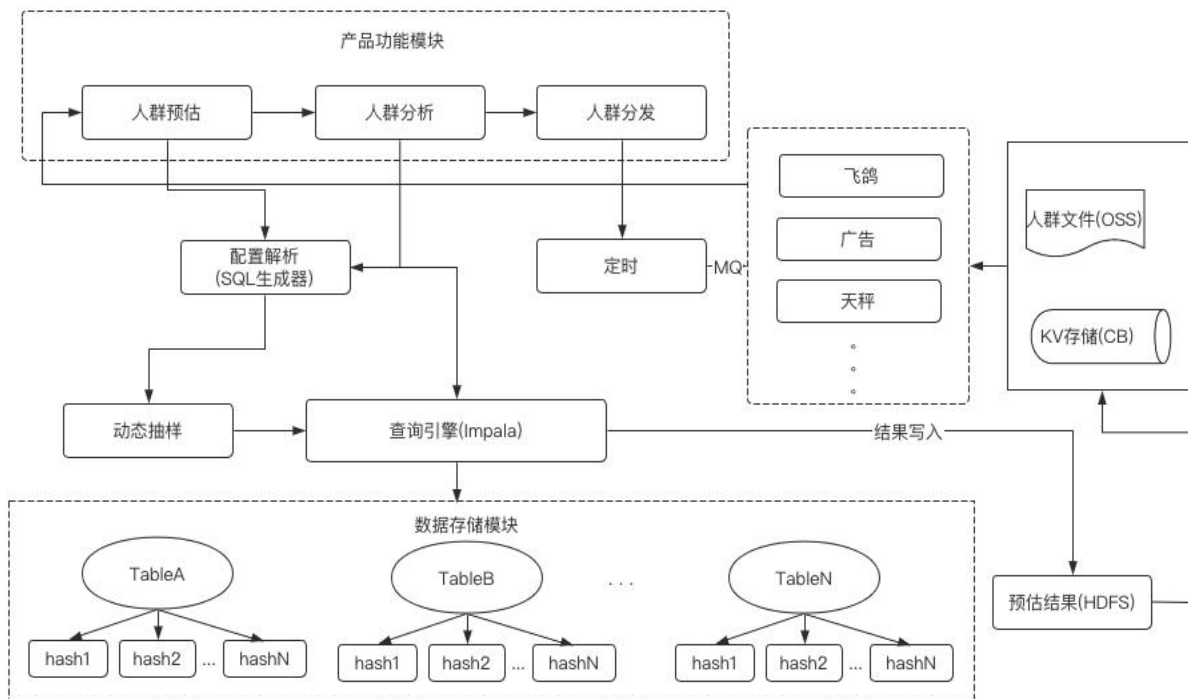 产品功能模块
人群预估
人群分析
人群分发
飞鸽
广告
天秤
人群文件(OSS)
KV存储(CB)
配置解析
(SQL生成器)
定时
MQ
动态抽样
查询引擎(Impala)
结果写入
数据存储模块
TableA
TableB
...
TableN
hash1
hash2
...
hashN
hash1
hash2
...
hashN
hash1
hash2
...
hashN
预估结果(HDFS)